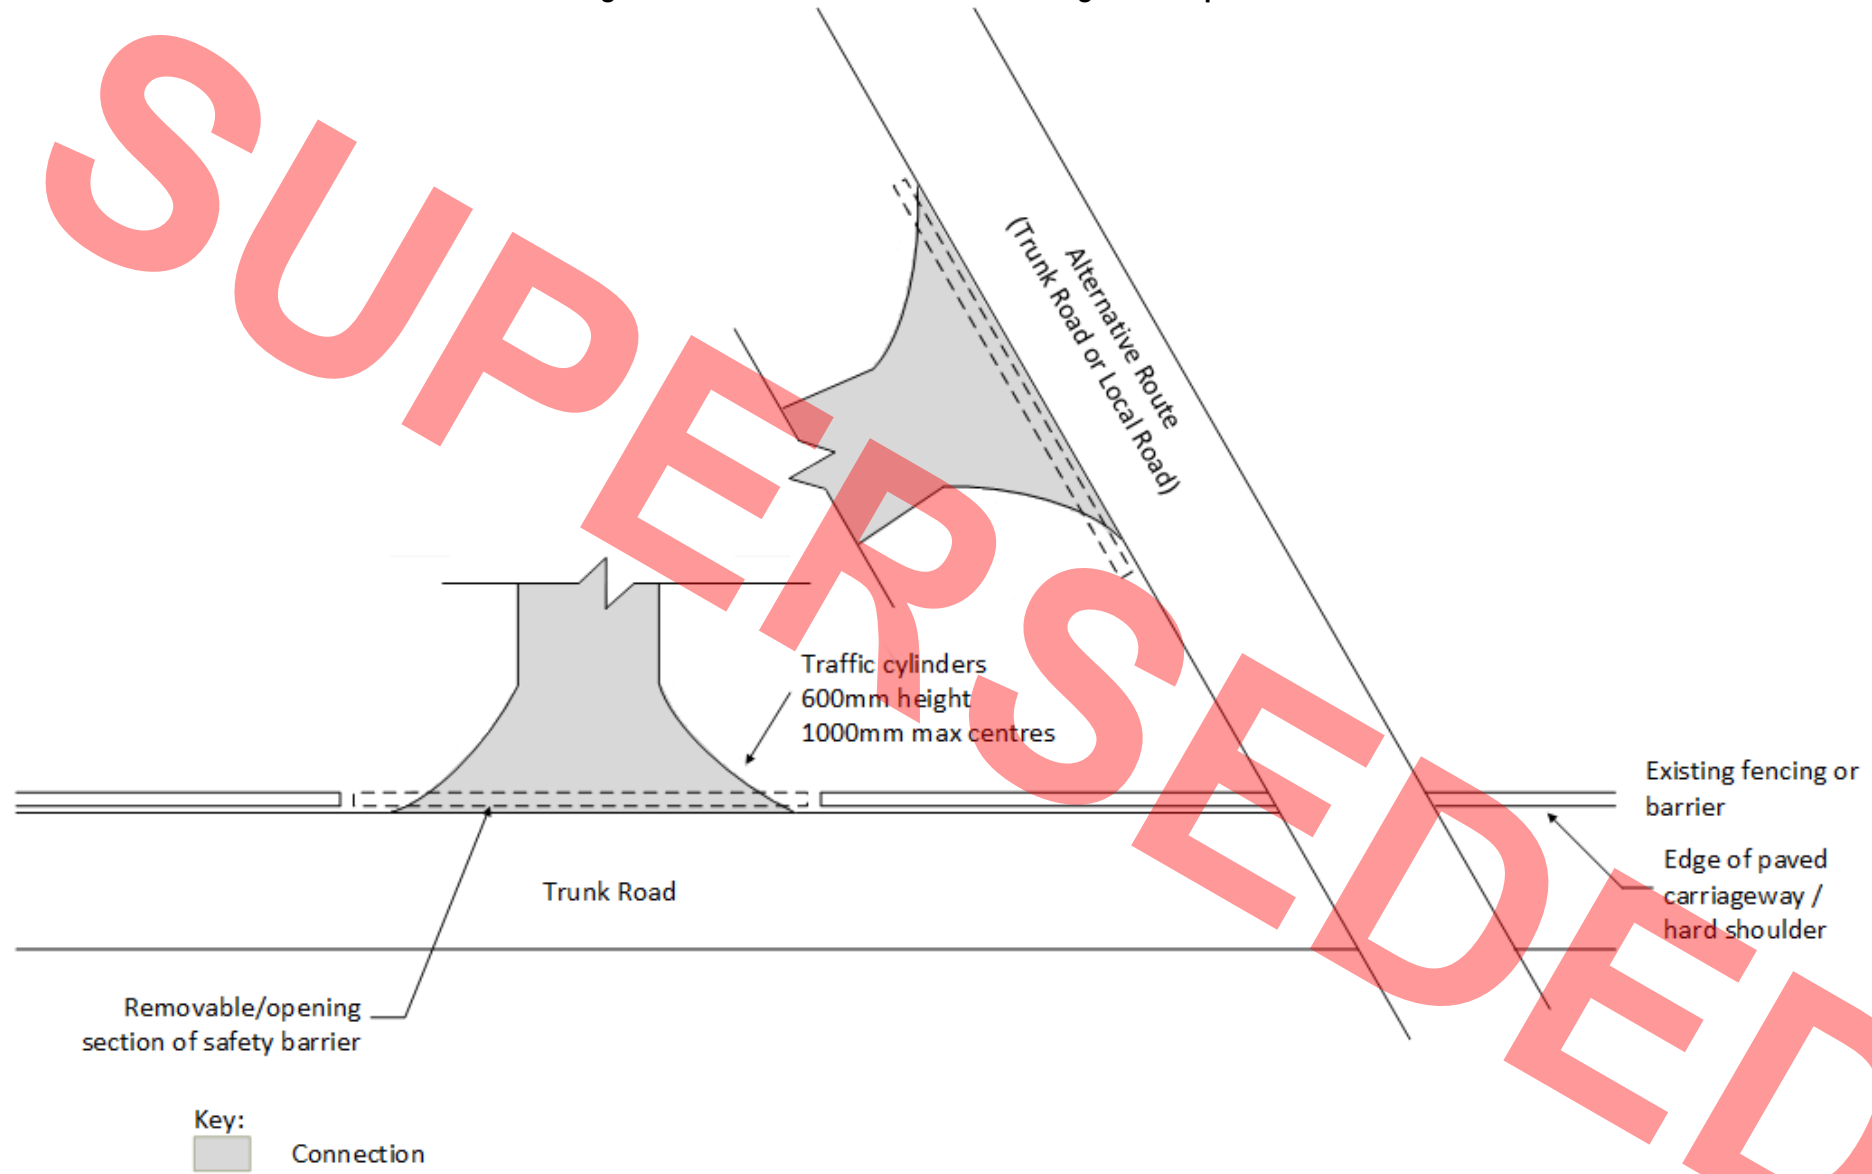 Alternative Route
(Trunk Road or Local Road)
Traffic cylinders
600mm height
1000mm max centres
Existing fencing or
barrier
Edge of paved
carriageway /
hard shoulder
Trunk Road
Removable/opening
section of safety barrier
Key:
Connection
SUPERSEDED